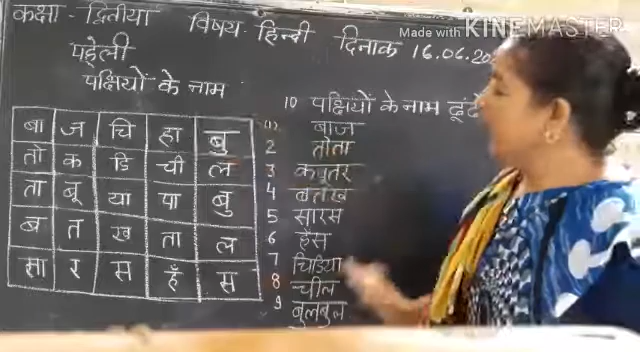 Made with KINEMASTER
कक्षा - द्वितीया विषय - हिन्दी दिनाक 16.06.20
पहेली
पक्षियों के नाम
बा ज चि हा बु
तो क डि ची ल
ता बू या पा बु
ब त ख ता ल
सा र स हँ स
10 पक्षियों के नाम ढूंढे
(1) बाज
2 तोता
3 कबूतर
4 बतख
5 सारस
6 हंस
7 चिडिया
8 चील
9 बुलबुल